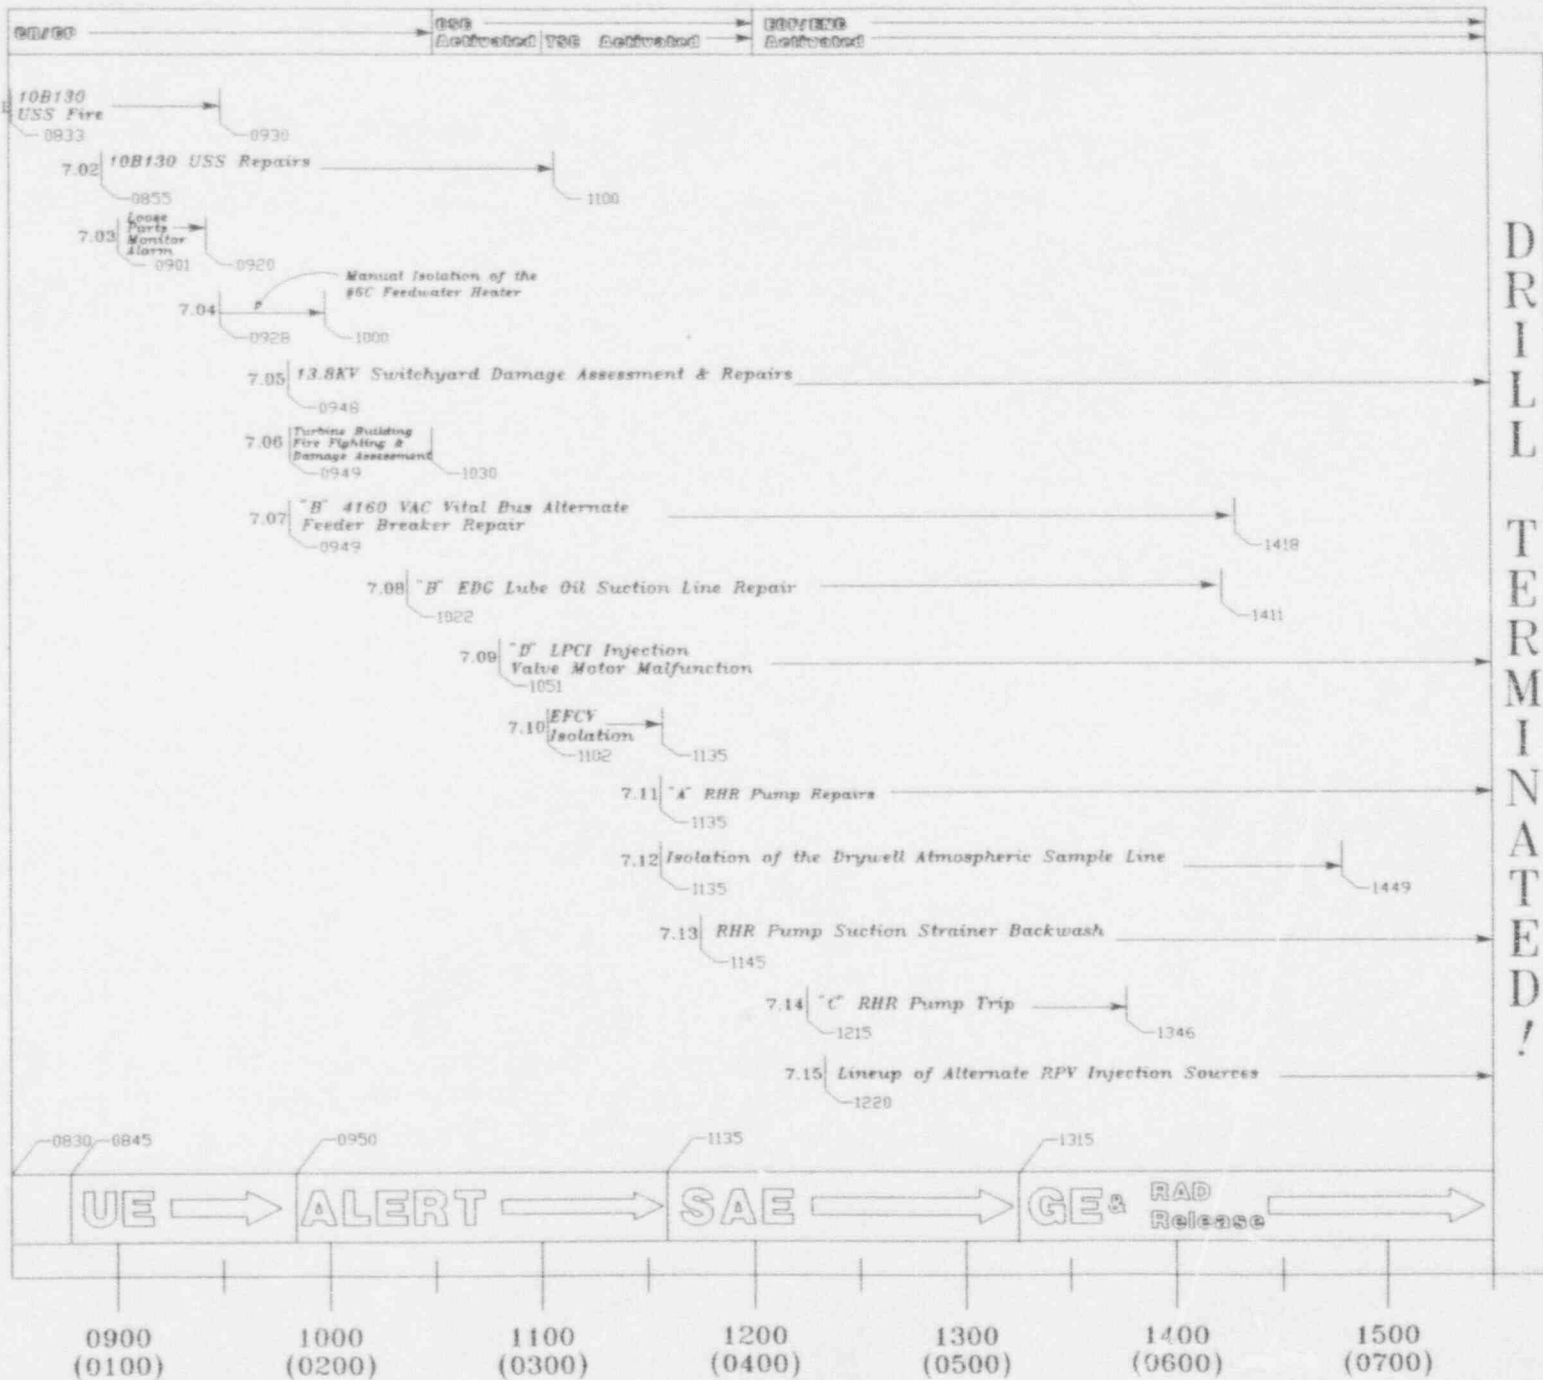 OSC
Activated TSC Activated
Activated
10B130
USS Fire
0833
0930
7.02 10B130 USS Repairs
0855
1100
7.03 Loose
Parts
Monitor
Alarm
0901
0920
Manual Isolation of the
#6C Feedwater Heater
7.04
0928
1000
7.05 13.8KV Switchyard Damage Assessment & Repairs
0948
7.06 Turbine Building
Fire Fighting &
Damage Assessment
0949
1030
7.07 "B" 4160 VAC Vital Bus Alternate
Feeder Breaker Repair
0949
1418
7.08 "B" EDG Lube Oil Suction Line Repair
1022
1411
7.09 "D" LPCI Injection
Valve Motor Malfunction
1051
7.10 EFCV
Isolation
1102
1135
7.11 "A" RHR Pump Repairs
1135
7.12 Isolation of the Drywell Atmospheric Sample Line
1135
1449
7.13 RHR Pump Suction Strainer Backwash
1145
7.14 "C" RHR Pump Trip
1215
1346
7.15 Lineup of Alternate RPV Injection Sources
1220
0830 0845 0950 1135 1315
UE ALERT SAE GE & RAD
Release
0900 1000 1100 1200 1300 1400 1500
(0100) (0200) (0300) (0400) (0500) (0600) (0700)
DRILL TERMINATED!